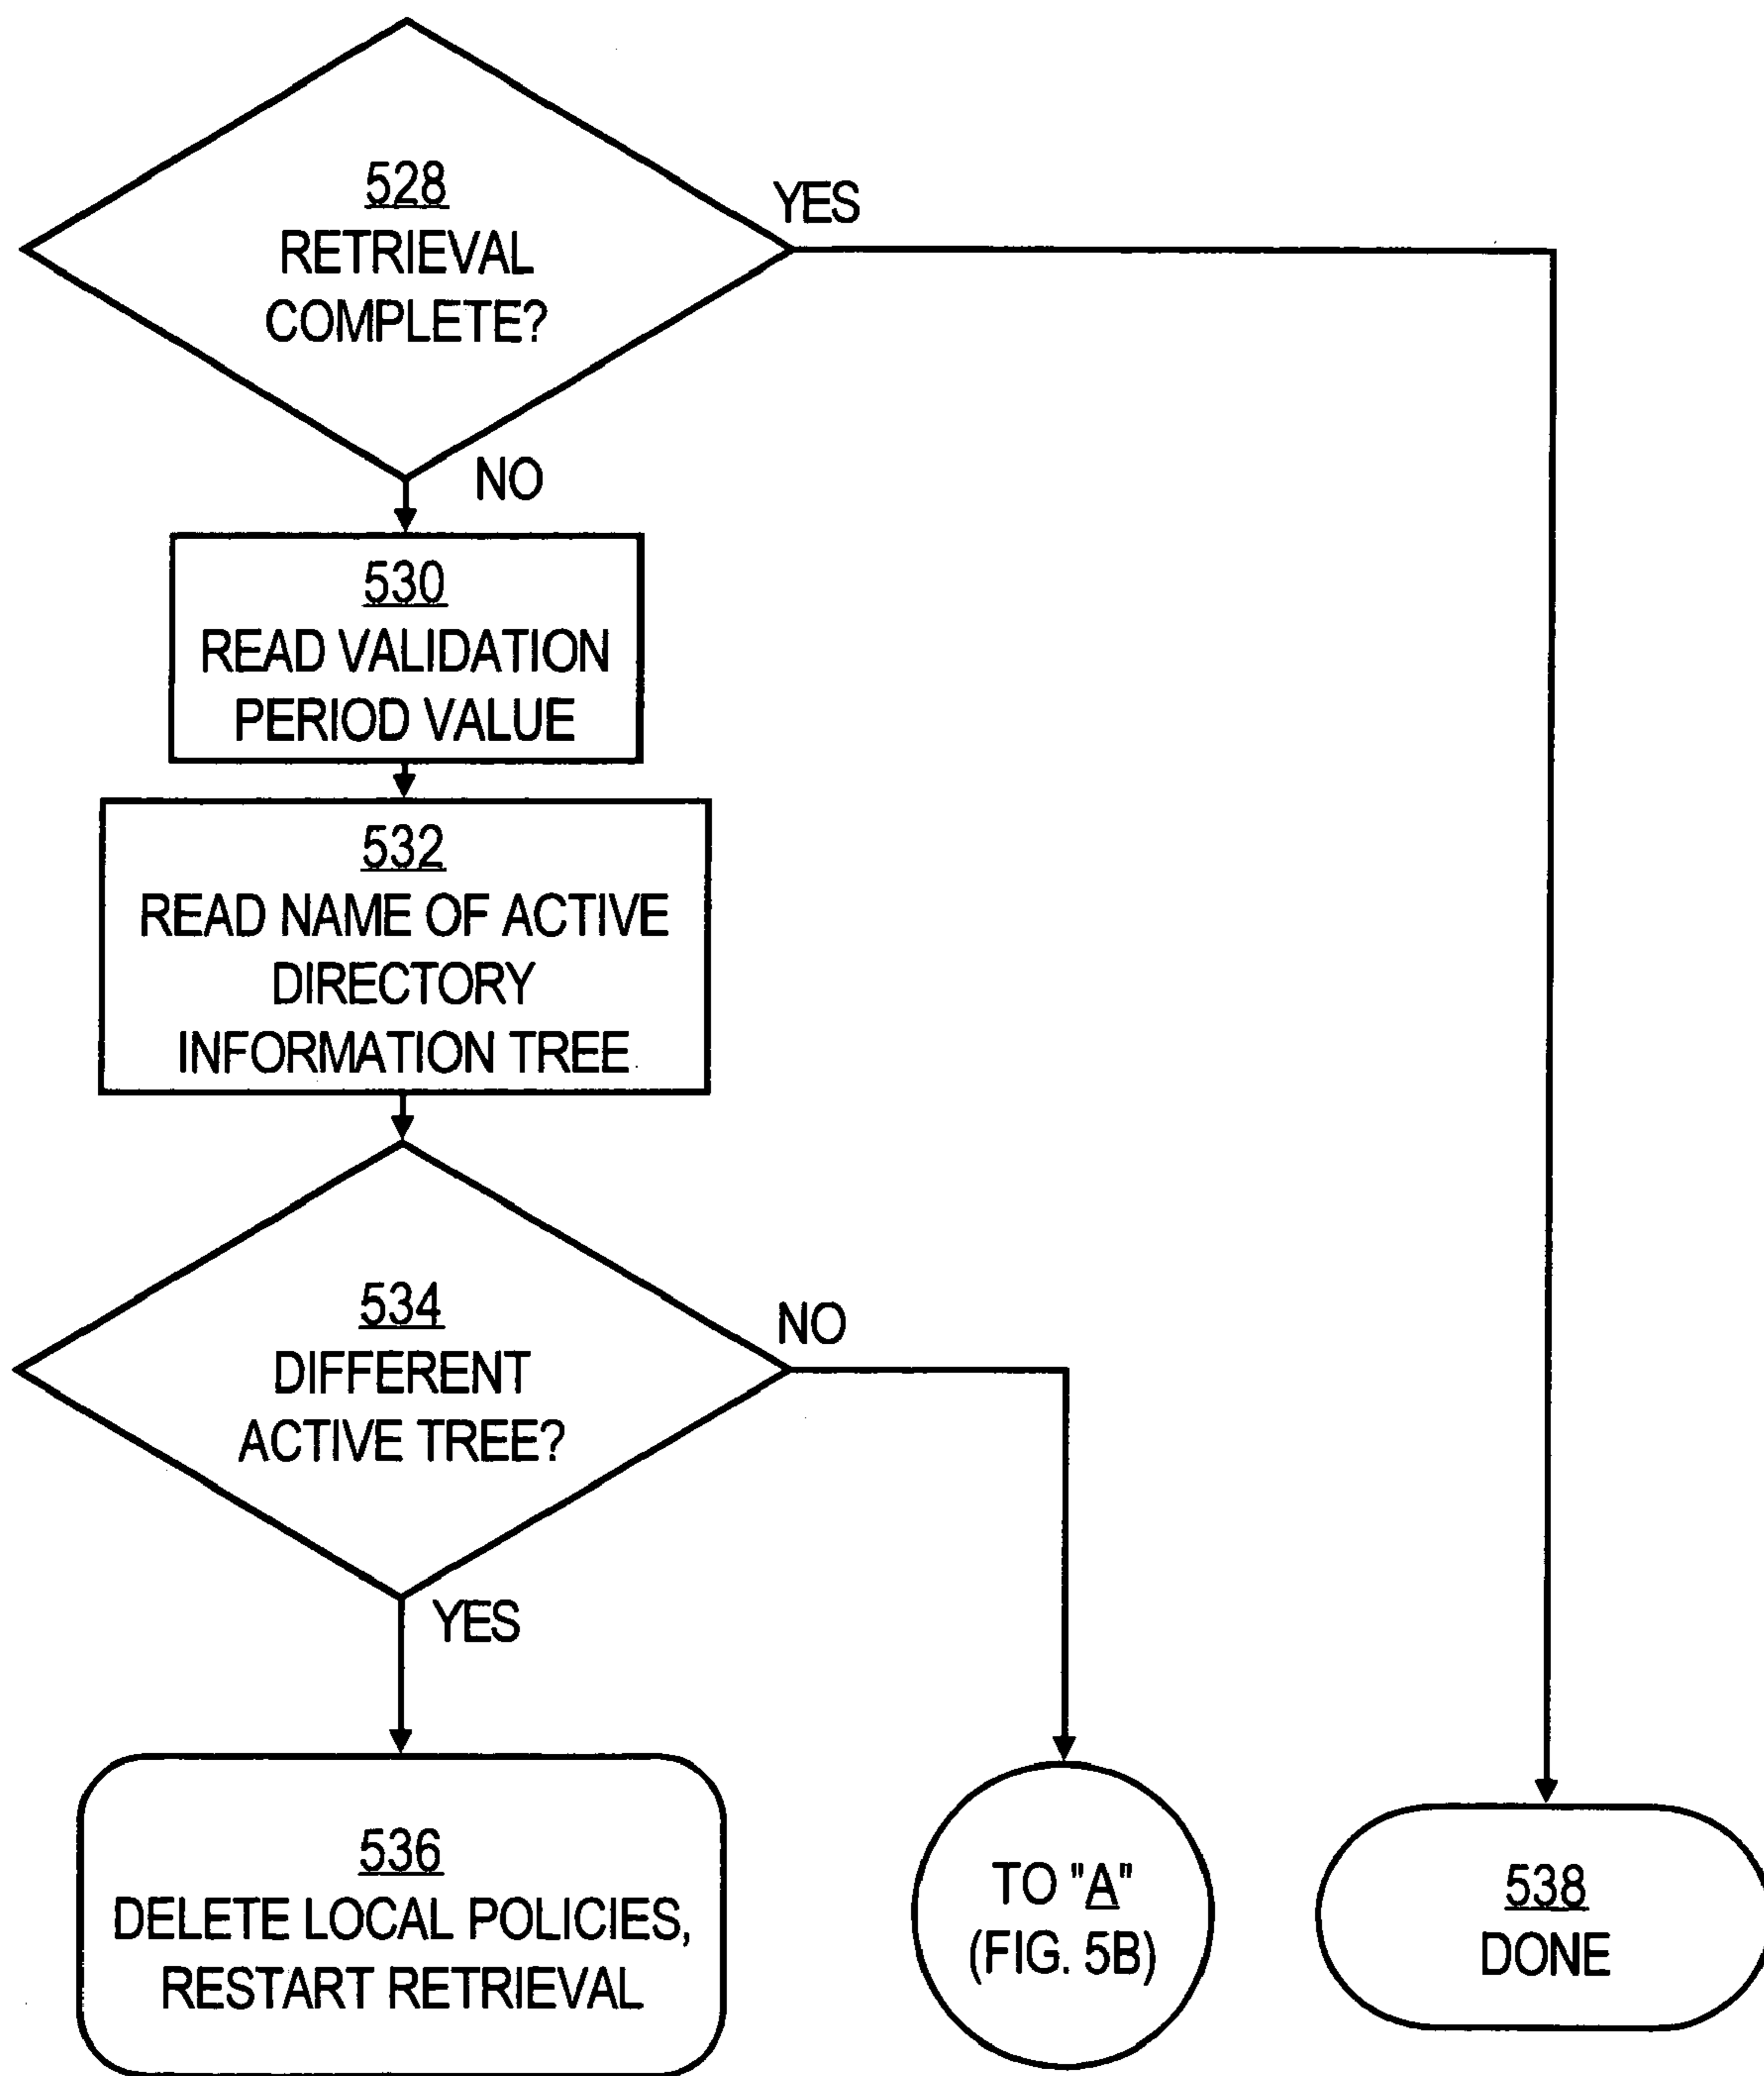 528
RETRIEVAL
COMPLETE?
YES
NO
530
READ VALIDATION
PERIOD VALUE
532
READ NAME OF ACTIVE
DIRECTORY
INFORMATION TREE
534
DIFFERENT
ACTIVE TREE?
NO
YES
536
DELETE LOCAL POLICIES,
RESTART RETRIEVAL
TO "A"
(FIG. 5B)
538
DONE